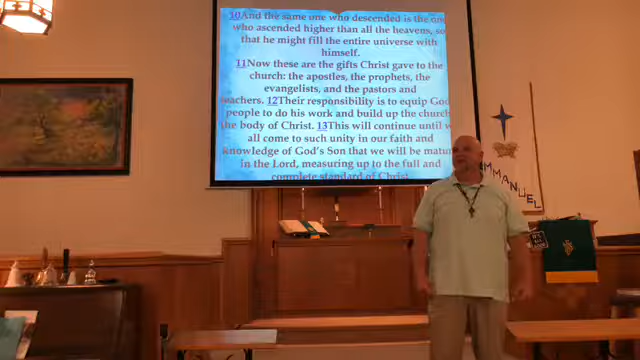 10And the same one who descended is the one
who ascended higher than all the heavens, so
that he might fill the entire universe with
himself.
11Now these are the gifts Christ gave to the
church: the apostles, the prophets, the
evangelists, and the pastors and
teachers. 12Their responsibility is to equip God
people to do his work and build up the church
the body of Christ. 13This will continue until w
all come to such unity in our faith and
knowledge of God's Son that we will be matur
in the Lord, measuring up to the full and
complete standard of Christ
EMMANUEL